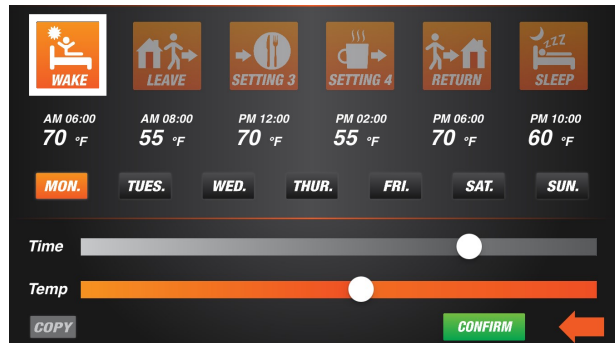 WAKE LEAVE SETTING 3 SETTING 4 RETURN ZZZ SLEEP
AM 06:00 AM 08:00 PM 12:00 PM 02:00 PM 06:00 PM 10:00
70 °F 55 °F 70 °F 55 °F 70 °F 60 °F
MON. TUES. WED. THUR. FRI. SAT. SUN.
Time
Temp
COPY CONFIRM